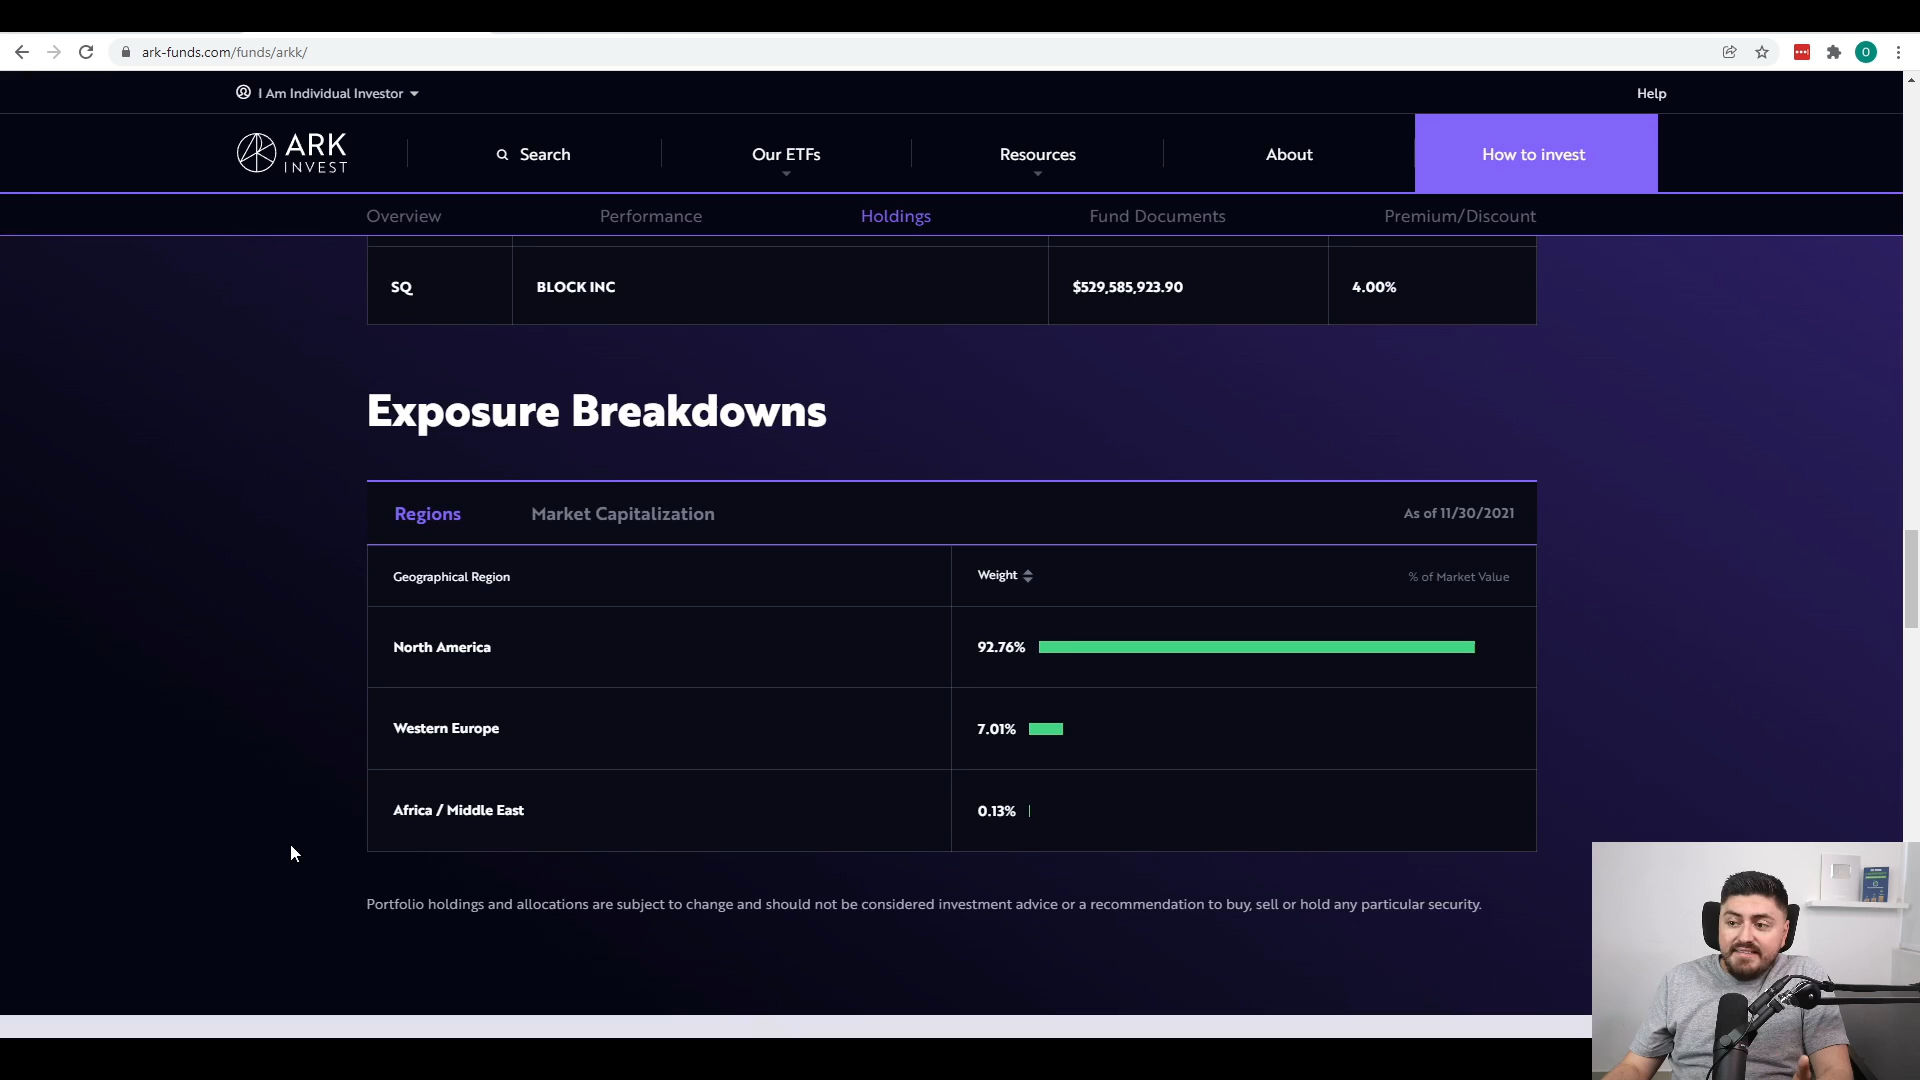 ark-funds.com/funds/arkk/
O
I Am Individual Investor
Help
ARK
INVEST
Search
Our ETFs
Resources
About
How to invest
Overview
Performance
Holdings
Fund Documents
Premium/Discount
SQ
BLOCK INC
$529,585,923.90
4.00%
Exposure Breakdowns
Regions
Market Capitalization
As of 11/30/2021
Geographical Region
Weight
% of Market Value
North America
92.76%
Western Europe
7.01%
Africa / Middle East
0.13%
Portfolio holdings and allocations are subject to change and should not be considered investment advice or a recommendation to buy, sell or hold any particular security.